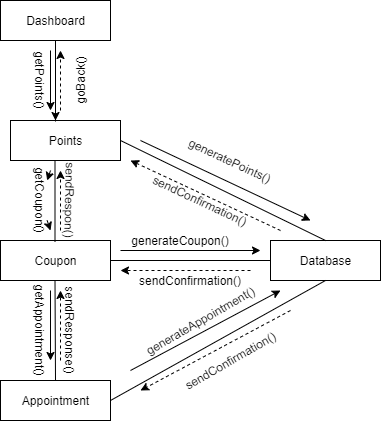 Dashboard
getPoints()
goBack()
Points
generatePoints()
sendConfirmation()
getCoupon()
sendRespon()
Coupon
generateCoupon()
sendConfirmation()
Database
getAppointment()
sendResponse()
generateAppointment()
sendConfirmation()
Appointment